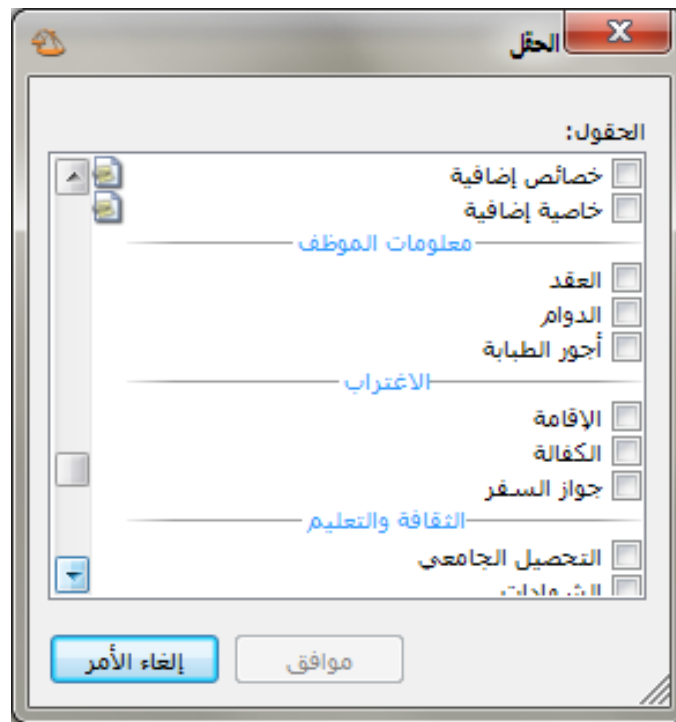 الحقل
الحقول:
خصائص إضافية
خاصية إضافية
معلومات الموظف
العقد
الدوام
أجور الطبابة
الاغتراب
الإقامة
الكفالة
جواز السفر
الثقافة والتعليم
التحصيل الجامعي
الشهادات
موافق
إلغاء الأمر